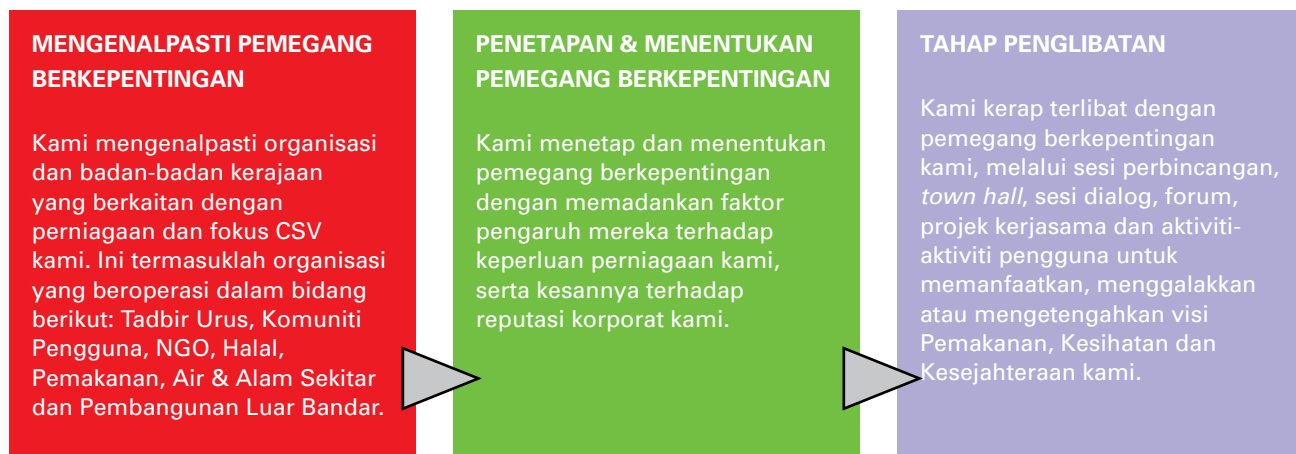 MENGENALPASTI PEMEGANG
BERKEPENTINGAN
Kami mengenalpasti organisasi
dan badan-badan kerajaan
yang berkaitan dengan
perniagaan dan fokus CSV
kami. Ini termasuklah organisasi
yang beroperasi dalam bidang
berikut: Tadbir Urus, Komuniti
Pengguna, NGO, Halal,
Pemakanan, Air & Alam Sekitar
dan Pembangunan Luar Bandar.
PENETAPAN & MENENTUKAN
PEMEGANG BERKEPENTINGAN
Kami menetap dan menentukan
pemegang berkepentingan
dengan memadankan faktor
pengaruh mereka terhadap
keperluan perniagaan kami,
serta kesannya terhadap
reputasi korporat kami.
TAHAP PENGLIBATAN
Kami kerap terlibat dengan
pemegang berkepentingan
kami, melalui sesi perbincangan,
town hall, sesi dialog, forum,
projek kerjasama dan aktiviti-
aktiviti pengguna untuk
memanfaatkan, menggalakkan
atau mengetengahkan visi
Pemakanan, Kesihatan dan
Kesejahteraan kami.